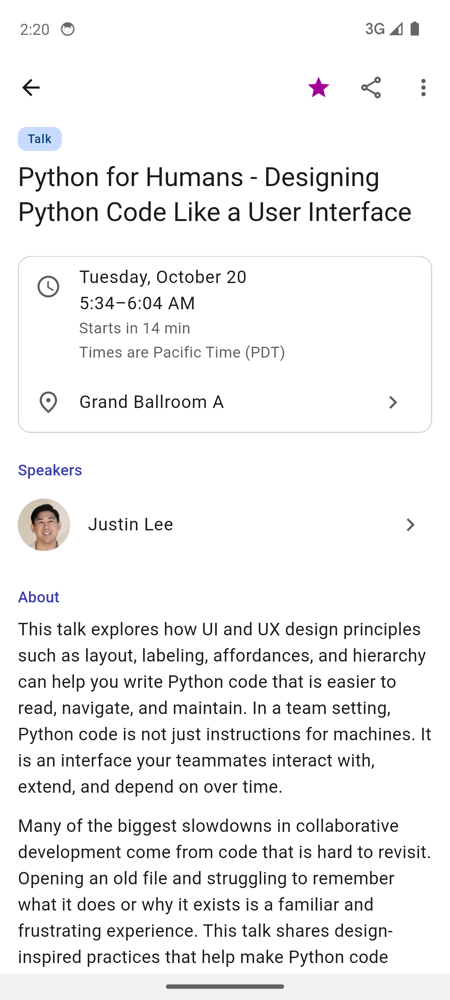 2:20
3G
Talk
Python for Humans - Designing
Python Code Like a User Interface
Tuesday, October 20
5:34–6:04 AM
Starts in 14 min
Times are Pacific Time (PDT)
Grand Ballroom A
Speakers
Justin Lee
About
This talk explores how UI and UX design principles
such as layout, labeling, affordances, and hierarchy
can help you write Python code that is easier to
read, navigate, and maintain. In a team setting,
Python code is not just instructions for machines. It
is an interface your teammates interact with,
extend, and depend on over time.
Many of the biggest slowdowns in collaborative
development come from code that is hard to revisit.
Opening an old file and struggling to remember
what it does or why it exists is a familiar and
frustrating experience. This talk shares design-
inspired practices that help make Python code